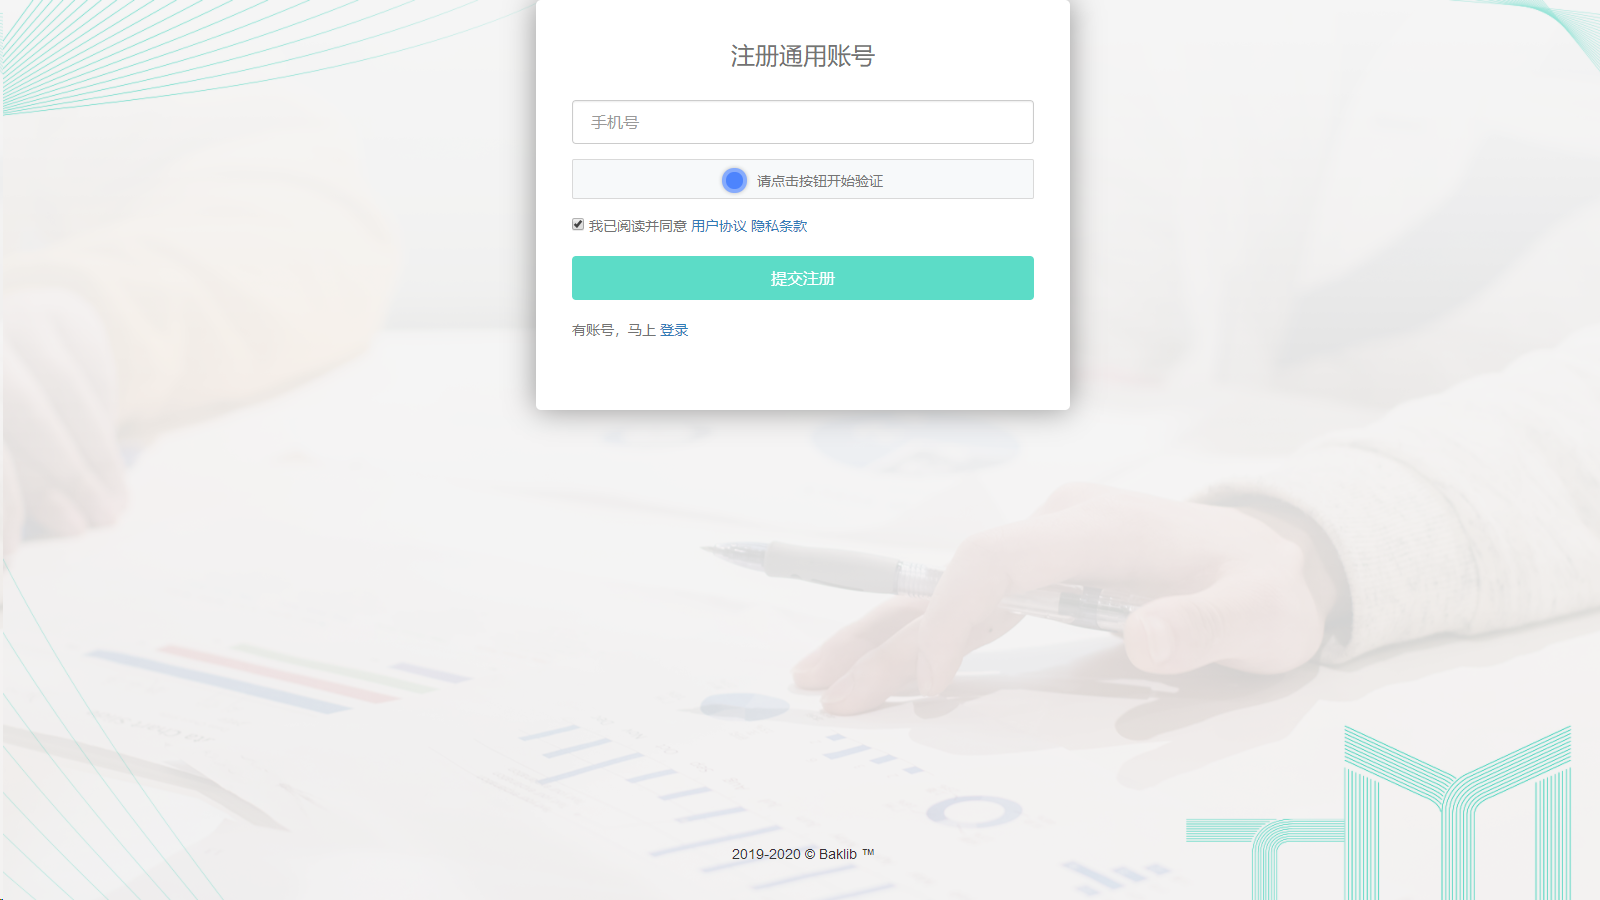 注册通用账号
手机号
请点击按钮开始验证
我已阅读并同意 用户协议 隐私条款
提交注册
有账号，马上 登录
2019-2020 © Baklib ™